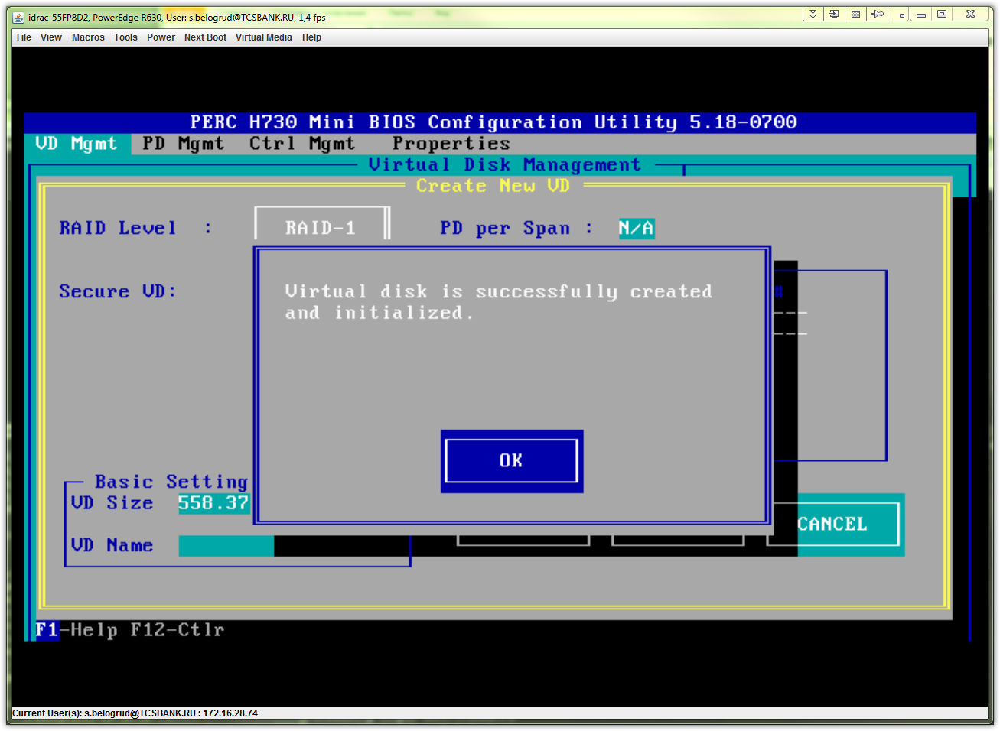 idrac-55FP8D2, PowerEdge R630, User: s.belogrud@TCSBANK.RU, 1,4 fps
File View Macros Tools Power Next Boot Virtual Media Help
PERC H730 Mini BIOS Configuration Utility 5.18-0700
VD Mgmt PD Mgmt Ctrl Mgmt Properties
Virtual Disk Management
Create New VD
RAID Level : RAID-1 PD per Span : N/A
Secure VD: #
Virtual disk is successfully created
and initialized.
OK
Basic Setting
VD Size 558.37
CANCEL
VD Name
F1-Help F12-Ctlr
Current User(s): s.belogrud@TCSBANK.RU : 172.16.28.74